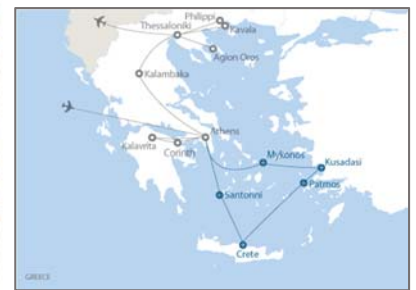 Philippi
Thessaloniki
Kavala
Agion Oros
Kalambaka
Athens
Kalavrita
Corinth
Mykonos
Kusadasi
Patmos
Santorini
Crete
GREECE